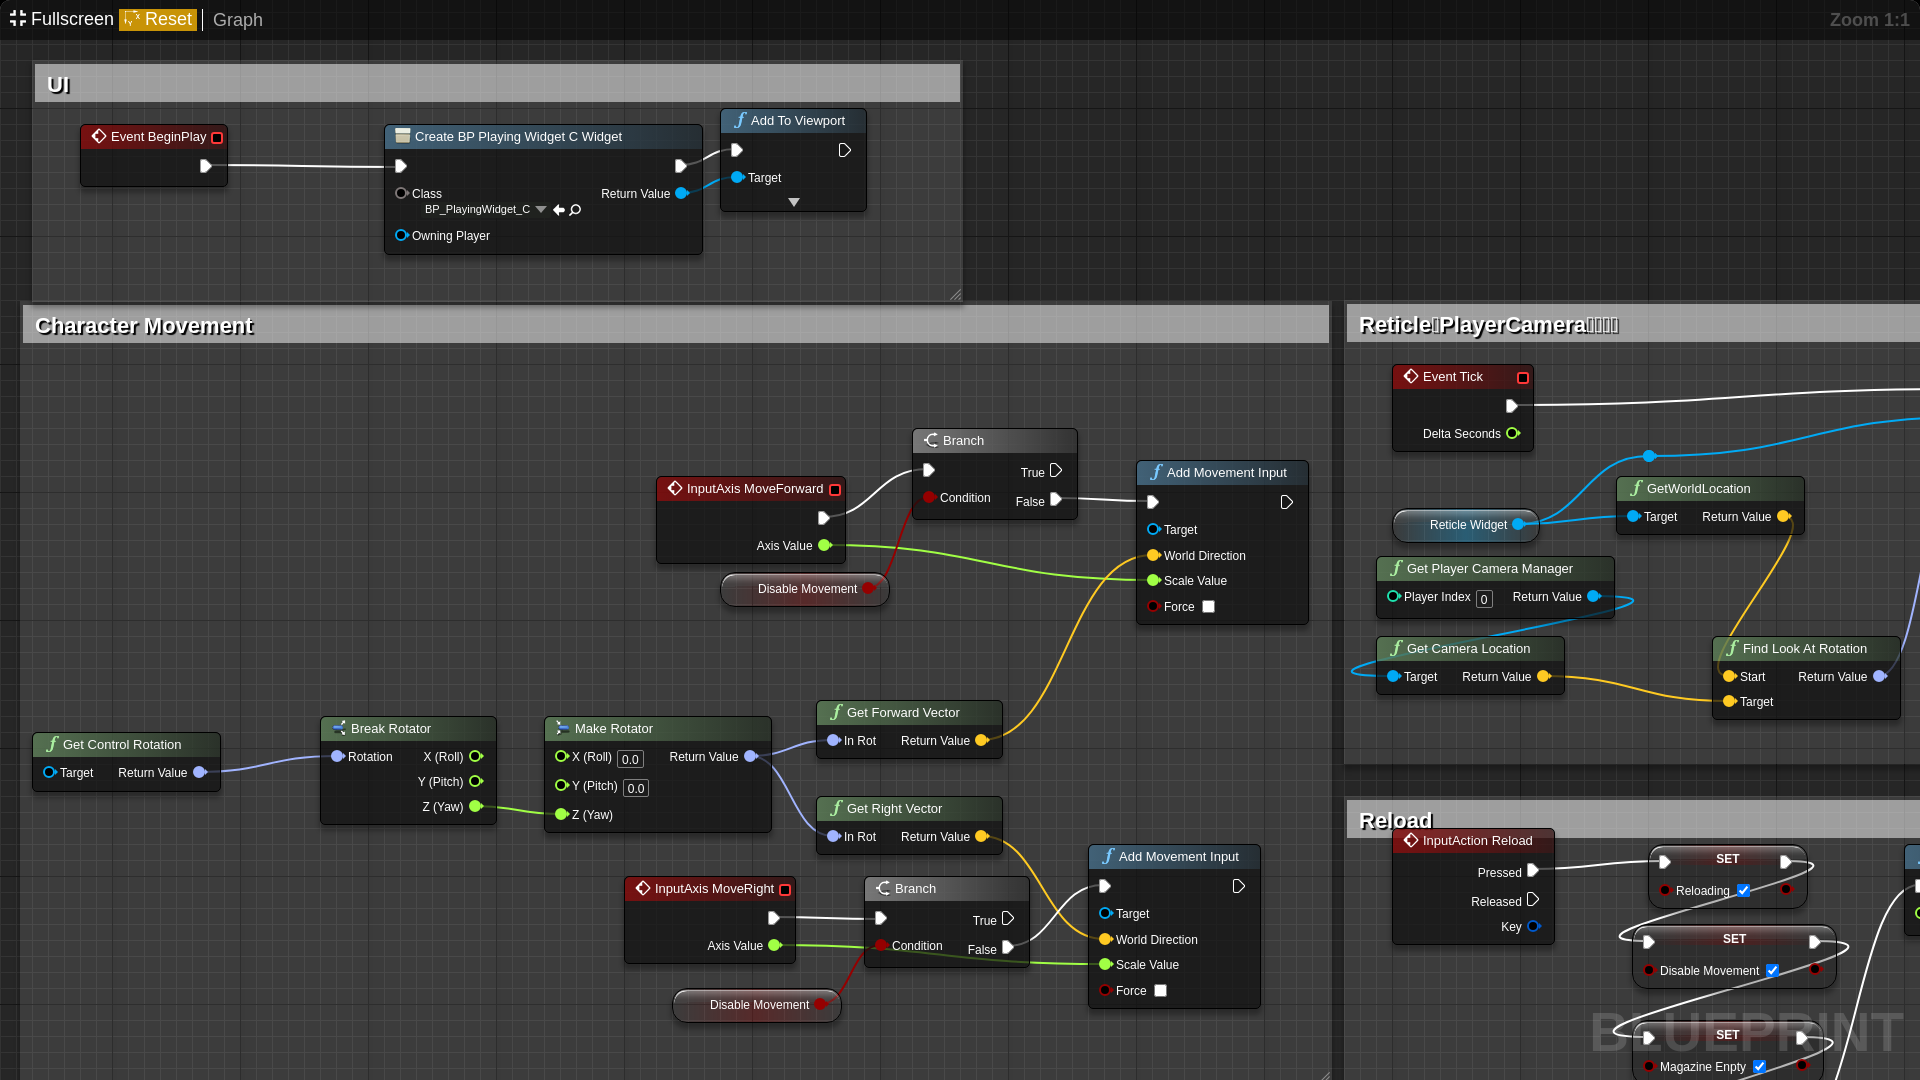 Fullscreen Reset Graph
Zoom 1:1
UI
Event BeginPlay
Create BP Playing Widget C Widget
Class
Return Value
BP_PlayingWidget_C
Owning Player
Add To Viewport
Target
Character Movement
InputAxis MoveForward
Axis Value
Disable Movement
Branch
True
Condition
False
Add Movement Input
Target
World Direction
Scale Value
Force
Get Control Rotation
Target
Return Value
Break Rotator
Rotation
X (Roll)
Y (Pitch)
Z (Yaw)
Make Rotator
X (Roll) 0.0
Return Value
Y (Pitch) 0.0
Z (Yaw)
Get Forward Vector
In Rot
Return Value
Get Right Vector
In Rot
Return Value
InputAxis MoveRight
Axis Value
Disable Movement
Branch
True
Condition
False
Add Movement Input
Target
World Direction
Scale Value
Force
Reticle PlayerCamera
Event Tick
Delta Seconds
Reticle Widget
GetWorldLocation
Target
Return Value
Get Player Camera Manager
Player Index 0
Return Value
Get Camera Location
Target
Return Value
Find Look At Rotation
Start
Return Value
Target
Reload
InputAction Reload
Pressed
Released
Key
SET
Reloading
SET
Disable Movement
SET
Magazine Empty
BLUEPRINT